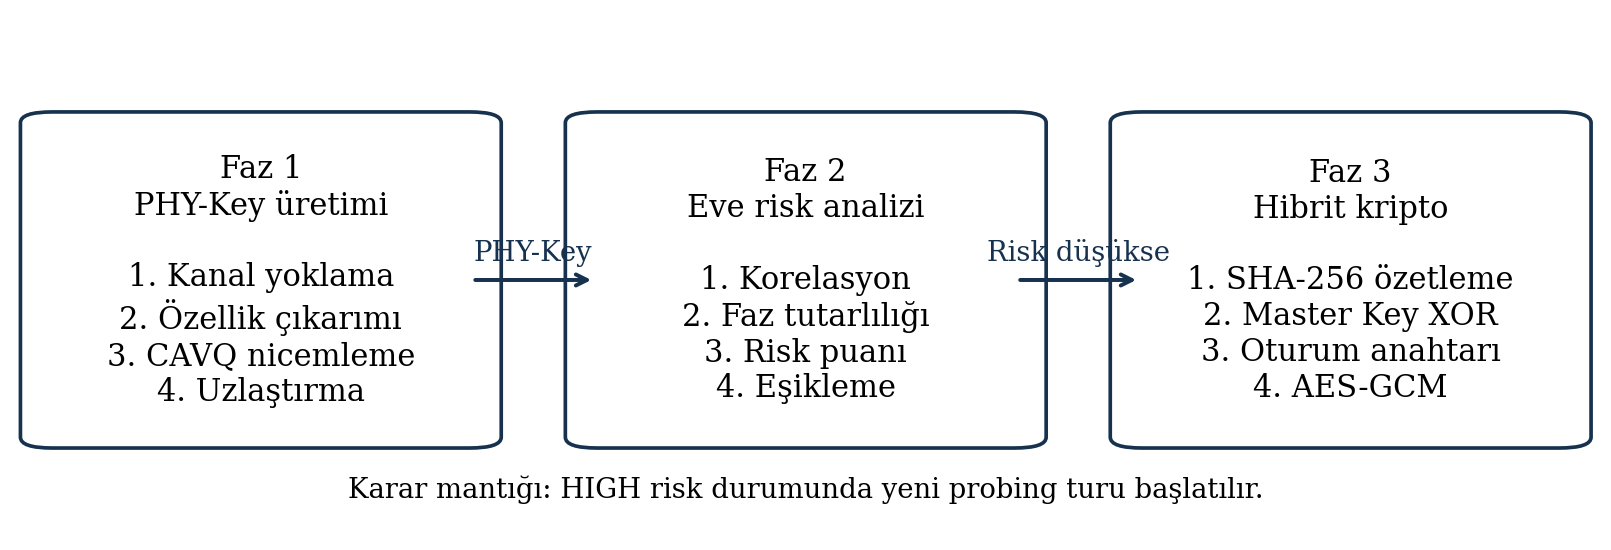 Faz 1
PHY-Key üretimi
1. Kanal yoklama
2. Özellik çıkarımı
3. CAVQ nicemleme
4. Uzlaştırma
PHY-Key
Faz 2
Eve risk analizi
1. Korelasyon
2. Faz tutarlılığı
3. Risk puanı
4. Eşikleme
Risk düşükse
Faz 3
Hibrit kripto
1. SHA-256 özetleme
2. Master Key XOR
3. Oturum anahtarı
4. AES-GCM
Karar mantığı: HIGH risk durumunda yeni probing turu başlatılır.